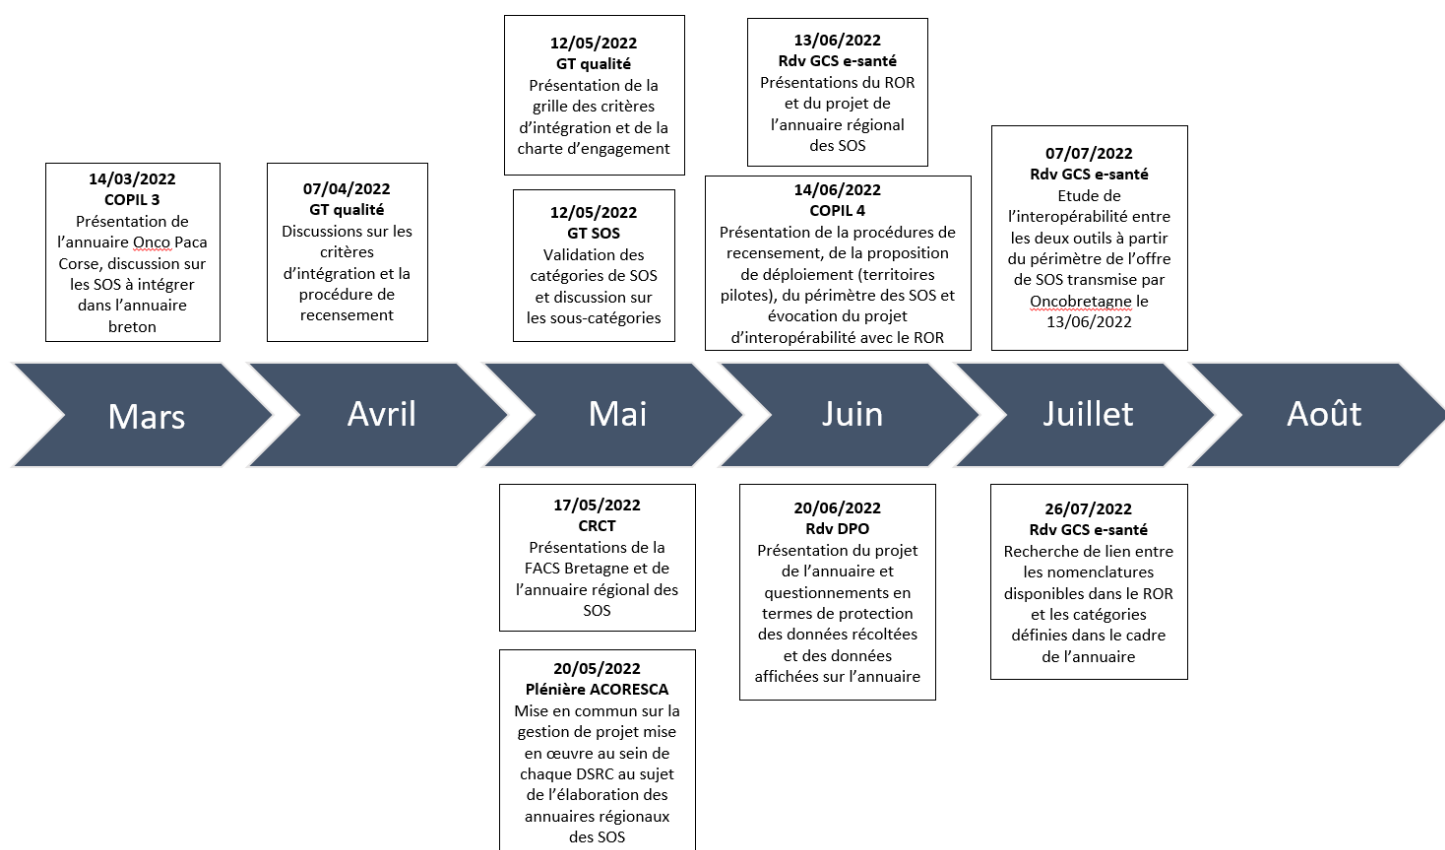 14/03/2022
COPIL 3
Présentation de
l’annuaire Onco Paca
Corse, discussion sur
les SOS à intégrer
dans l’annuaire
breton
07/04/2022
GT qualité
Discussions sur les
critères
d’intégration et la
procédure de
recensement
12/05/2022
GT qualité
Présentation de la
grille des critères
d’intégration et de la
charte d’engagement
12/05/2022
GT SOS
Validation des
catégories de SOS
et discussion sur
les sous-catégories
13/06/2022
Rdv GCS e-santé
Présentations du ROR
et du projet de
l’annuaire régional
des SOS
14/06/2022
COPIL 4
Présentation de la procédures de
recensement, de la proposition
de déploiement (territoires
pilotes), du périmètre des SOS et
évocation du projet
d’interopérabilité avec le ROR
07/07/2022
Rdv GCS e-santé
Etude de
l’interopérabilité entre
les deux outils à partir
du périmètre de l’offre
de SOS transmise par
Oncobretagne le
13/06/2022
Mars
Avril
Mai
Juin
Juillet
Août
17/05/2022
CRCT
Présentations de la
FACS Bretagne et de
l’annuaire régional des
SOS
20/05/2022
Plénière ACORESCA
Mise en commun sur la
gestion de projet mise
en œuvre au sein de
chaque DSRC au sujet
de l’élaboration des
annuaires régionaux
des SOS
20/06/2022
Rdv DPO
Présentation du projet
de l’annuaire et
questionnements en
termes de protection
des données récoltées
et des données
affichées sur l’annuaire
26/07/2022
Rdv GCS e-santé
Recherche de lien entre
les nomenclatures
disponibles dans le ROR
et les catégories
définies dans le cadre
de l’annuaire